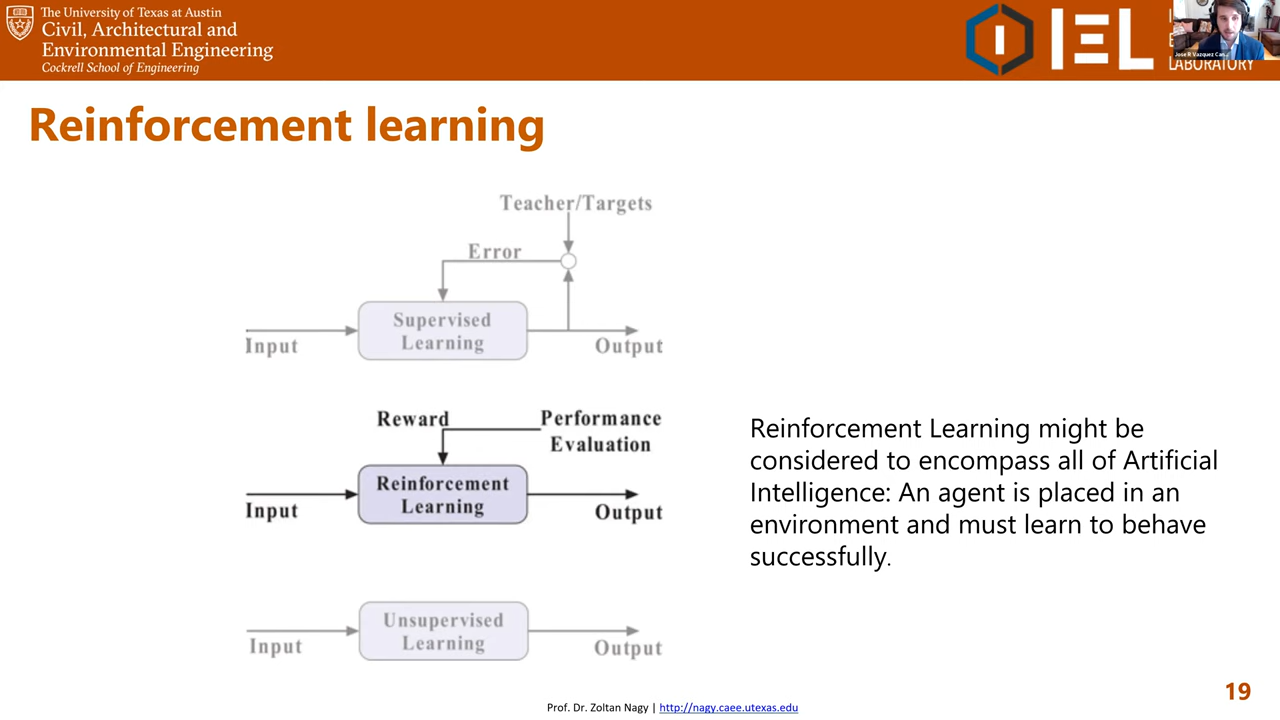 The University of Texas at Austin
Civil, Architectural and
Environmental Engineering
Cockrell School of Engineering
IEL
I
E
LABORATORY
Jose R Vazquez Can...
Reinforcement learning
Teacher/Targets
Error
Supervised
Learning
Input
Output
Reward
Performance
Evaluation
Reinforcement
Learning
Input
Output
Reinforcement Learning might be
considered to encompass all of Artificial
Intelligence: An agent is placed in an
environment and must learn to behave
successfully.
Unsupervised
Learning
Input
Output
19
Prof. Dr. Zoltan Nagy | http://nagy.caee.utexas.edu